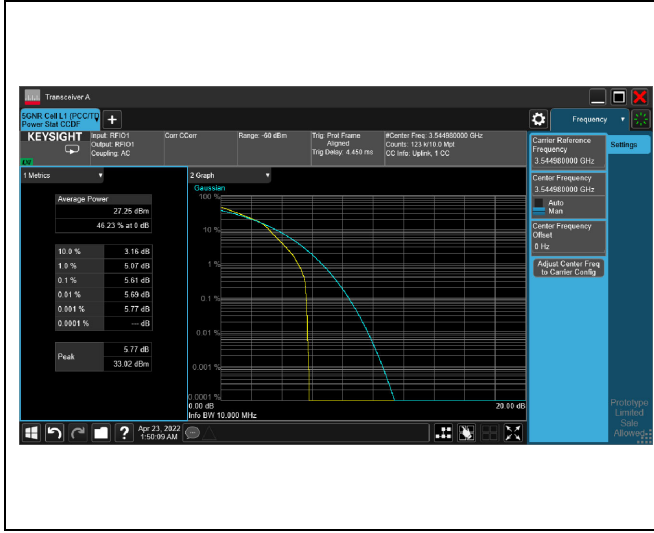 Transceiver A
5GNR Cell L1 (PCC/TD
Power Stat CCDF
Frequency
KEYSIGHT
Input: RFIO1
Output: RFIO1
Coupling: AC
Corr CCorr
Range: -60 dBm
Trig: Prot Frame
Aligned
Trig Delay: 4.450 ms
#Center Freq: 3.544980000 GHz
Counts: 123 k/10.0 Mpt
CC Info: Uplink, 1 CC
Carrier Reference
Frequency
3.544980000 GHz
Settings
Center Frequency
3.544980000 GHz
Auto
Man
Center Frequency
Offset
0 Hz
Adjust Center Freq
to Carrier Config
1 Metrics
Average Power
27.25 dBm
46.23 % at 0 dB
10.0 % 3.16 dB
1.0 % 5.07 dB
0.1 % 5.61 dB
0.01 % 5.69 dB
0.001 % 5.77 dB
0.0001 % --- dB
Peak
5.77 dB
33.02 dBm
2 Graph
Gaussian
100 %
10 %
1 %
0.1 %
0.01 %
0.001 %
0.0001 %
0.00 dB
20.00 dB
Info BW 10.000 MHz
Prototype
Limited
Sale
Allowed
?
Apr 23, 2022
1:50:09 AM